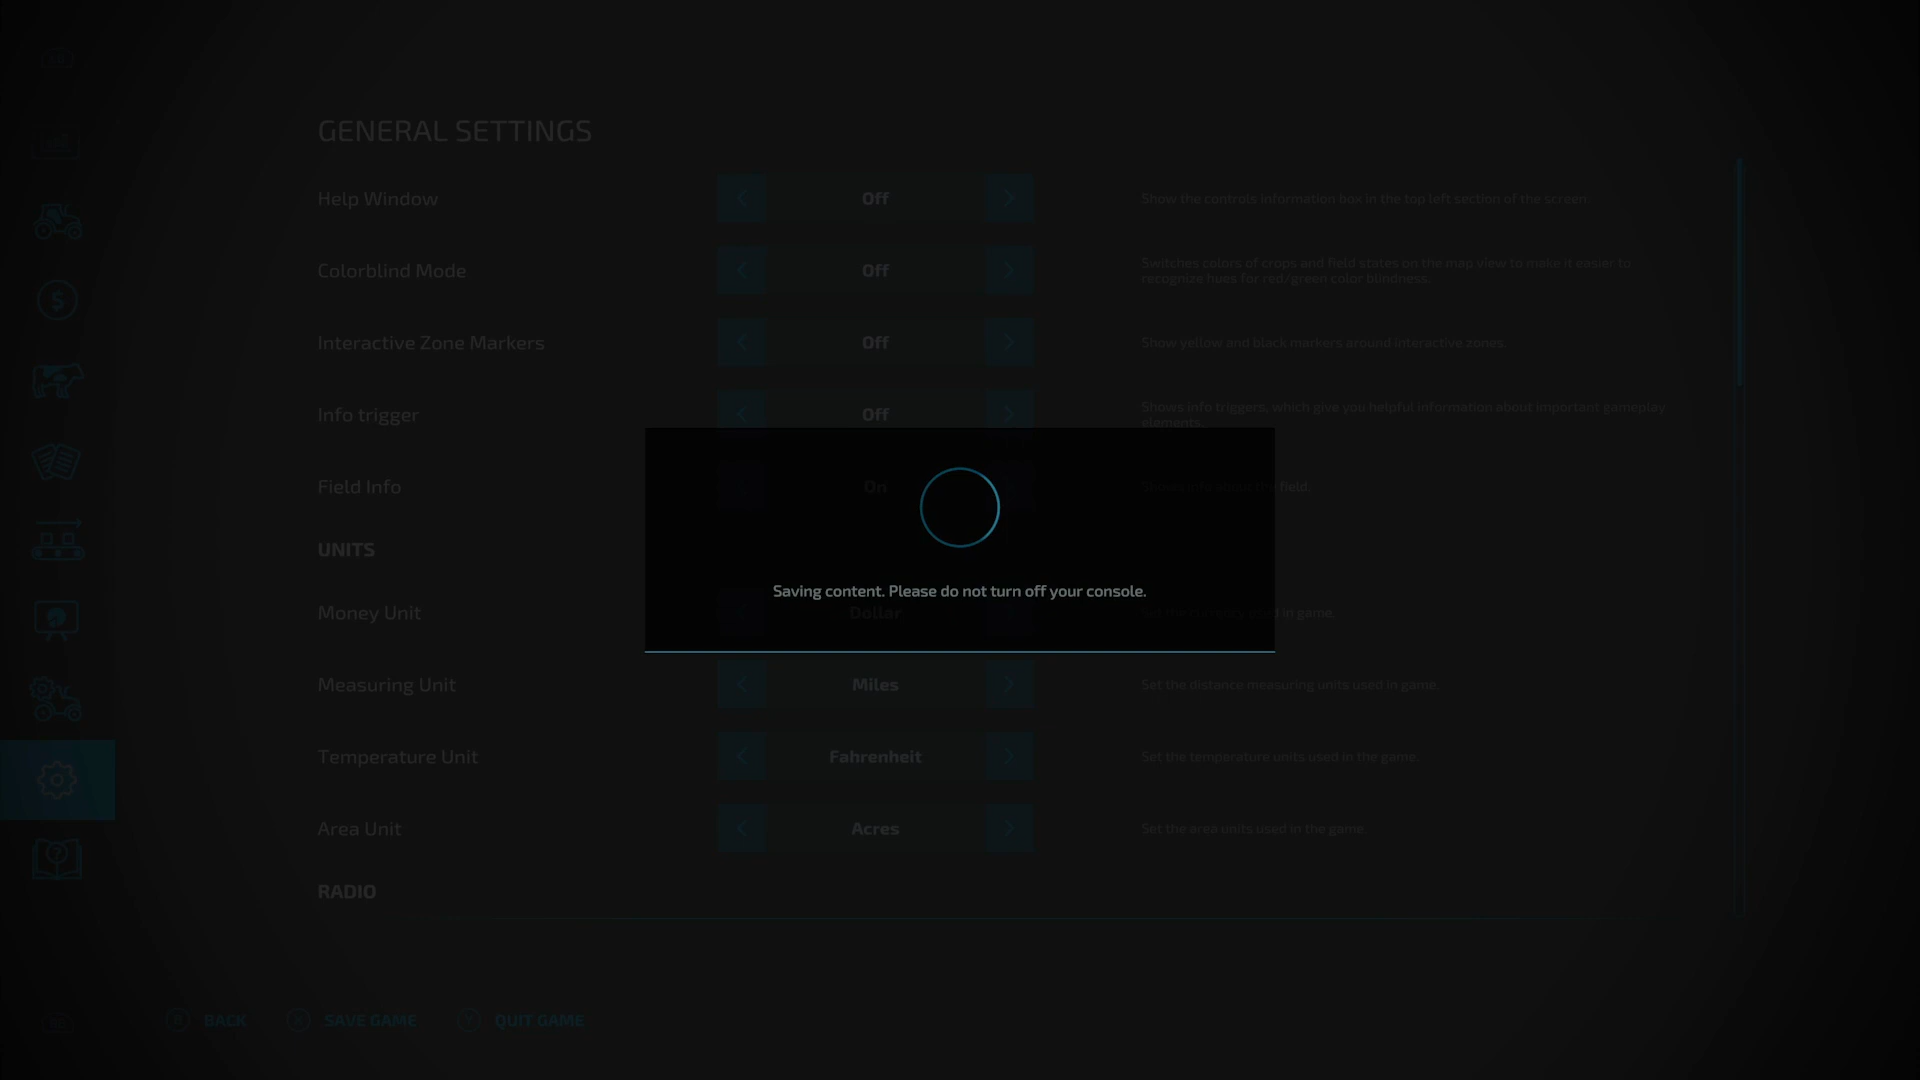 GENERAL SETTINGS
Help Window
Off
Show the controls information box in the top left section of the screen.
Colorblind Mode
Off
Switches colors of crops and field states on the map view to make it easier to
recognize hues for red/green color blindness.
Interactive Zone Markers
Off
Show yellow and black markers around interactive zones.
Info trigger
Off
Shows info triggers, which give you helpful information about important gameplay
elements.
Field Info
On
field.
UNITS
Saving content. Please do not turn off your console.
Money Unit
Dollar
Set the currency used in game.
Measuring Unit
Miles
Set the distance measuring units used in game.
Temperature Unit
Fahrenheit
Set the temperature units used in the game.
Area Unit
Acres
Set the area units used in the game.
RADIO
B BACK X SAVE GAME Y QUIT GAME